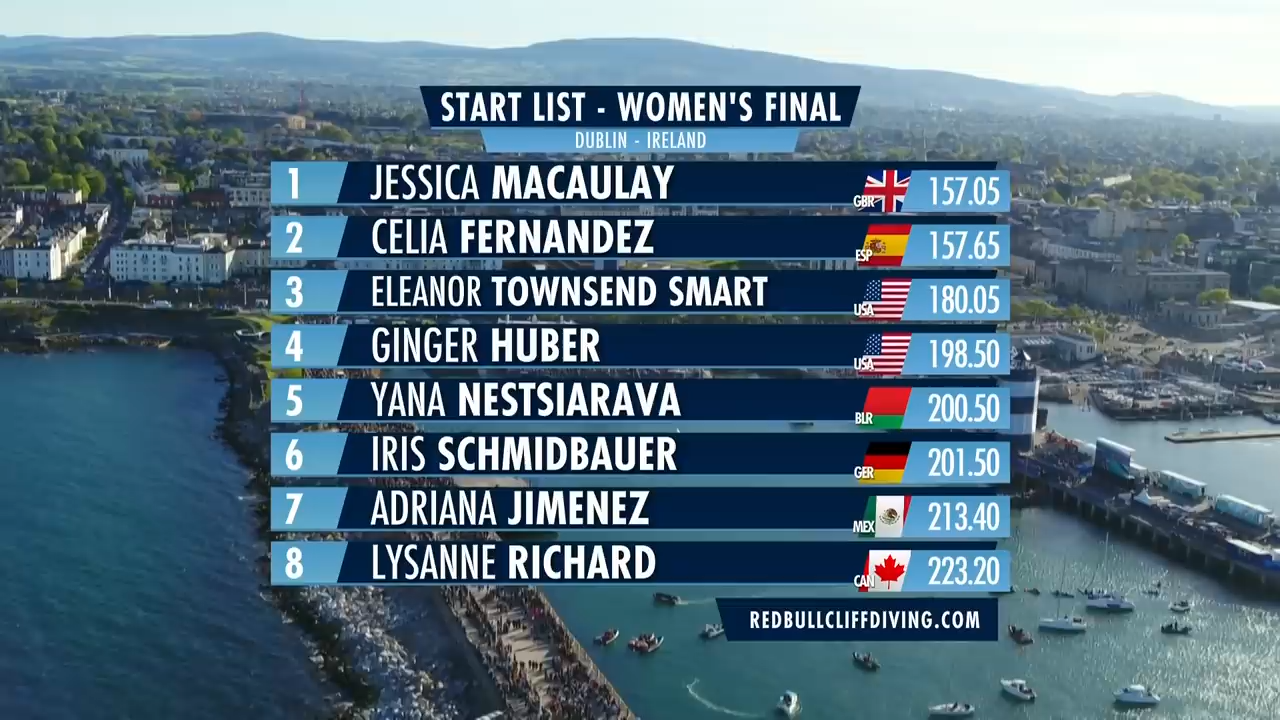 START LIST - WOMEN'S FINAL
DUBLIN - IRELAND
1 JESSICA MACAULAY GBR 157.05
2 CELIA FERNANDEZ ESP 157.65
3 ELEANOR TOWNSEND SMART USA 180.05
4 GINGER HUBER USA 198.50
5 YANA NESTSIARAVA BLR 200.50
6 IRIS SCHMIDBAUER GER 201.50
7 ADRIANA JIMENEZ MEX 213.40
8 LYSANNE RICHARD CAN 223.20
REDBULLCLIFFDIVING.COM